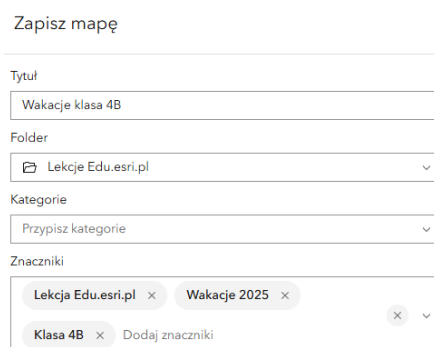 Zapisz mapę
Tytuł
Wakacje klasa 4B
Folder
Lekcje Edu.esri.pl
Kategorie
Przypisz kategorie
Znaczniki
Lekcja Edu.esri.pl × Wakacje 2025 ×
Klasa 4B × Dodaj znaczniki